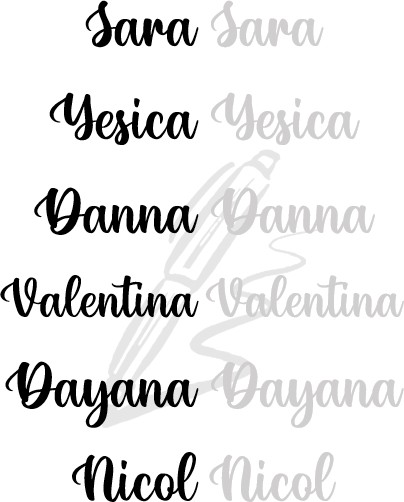 Sara Sara
Yesica Yesica
Danna Danna
Valentina Valentina
Dayana Dayana
Nicol Nicol